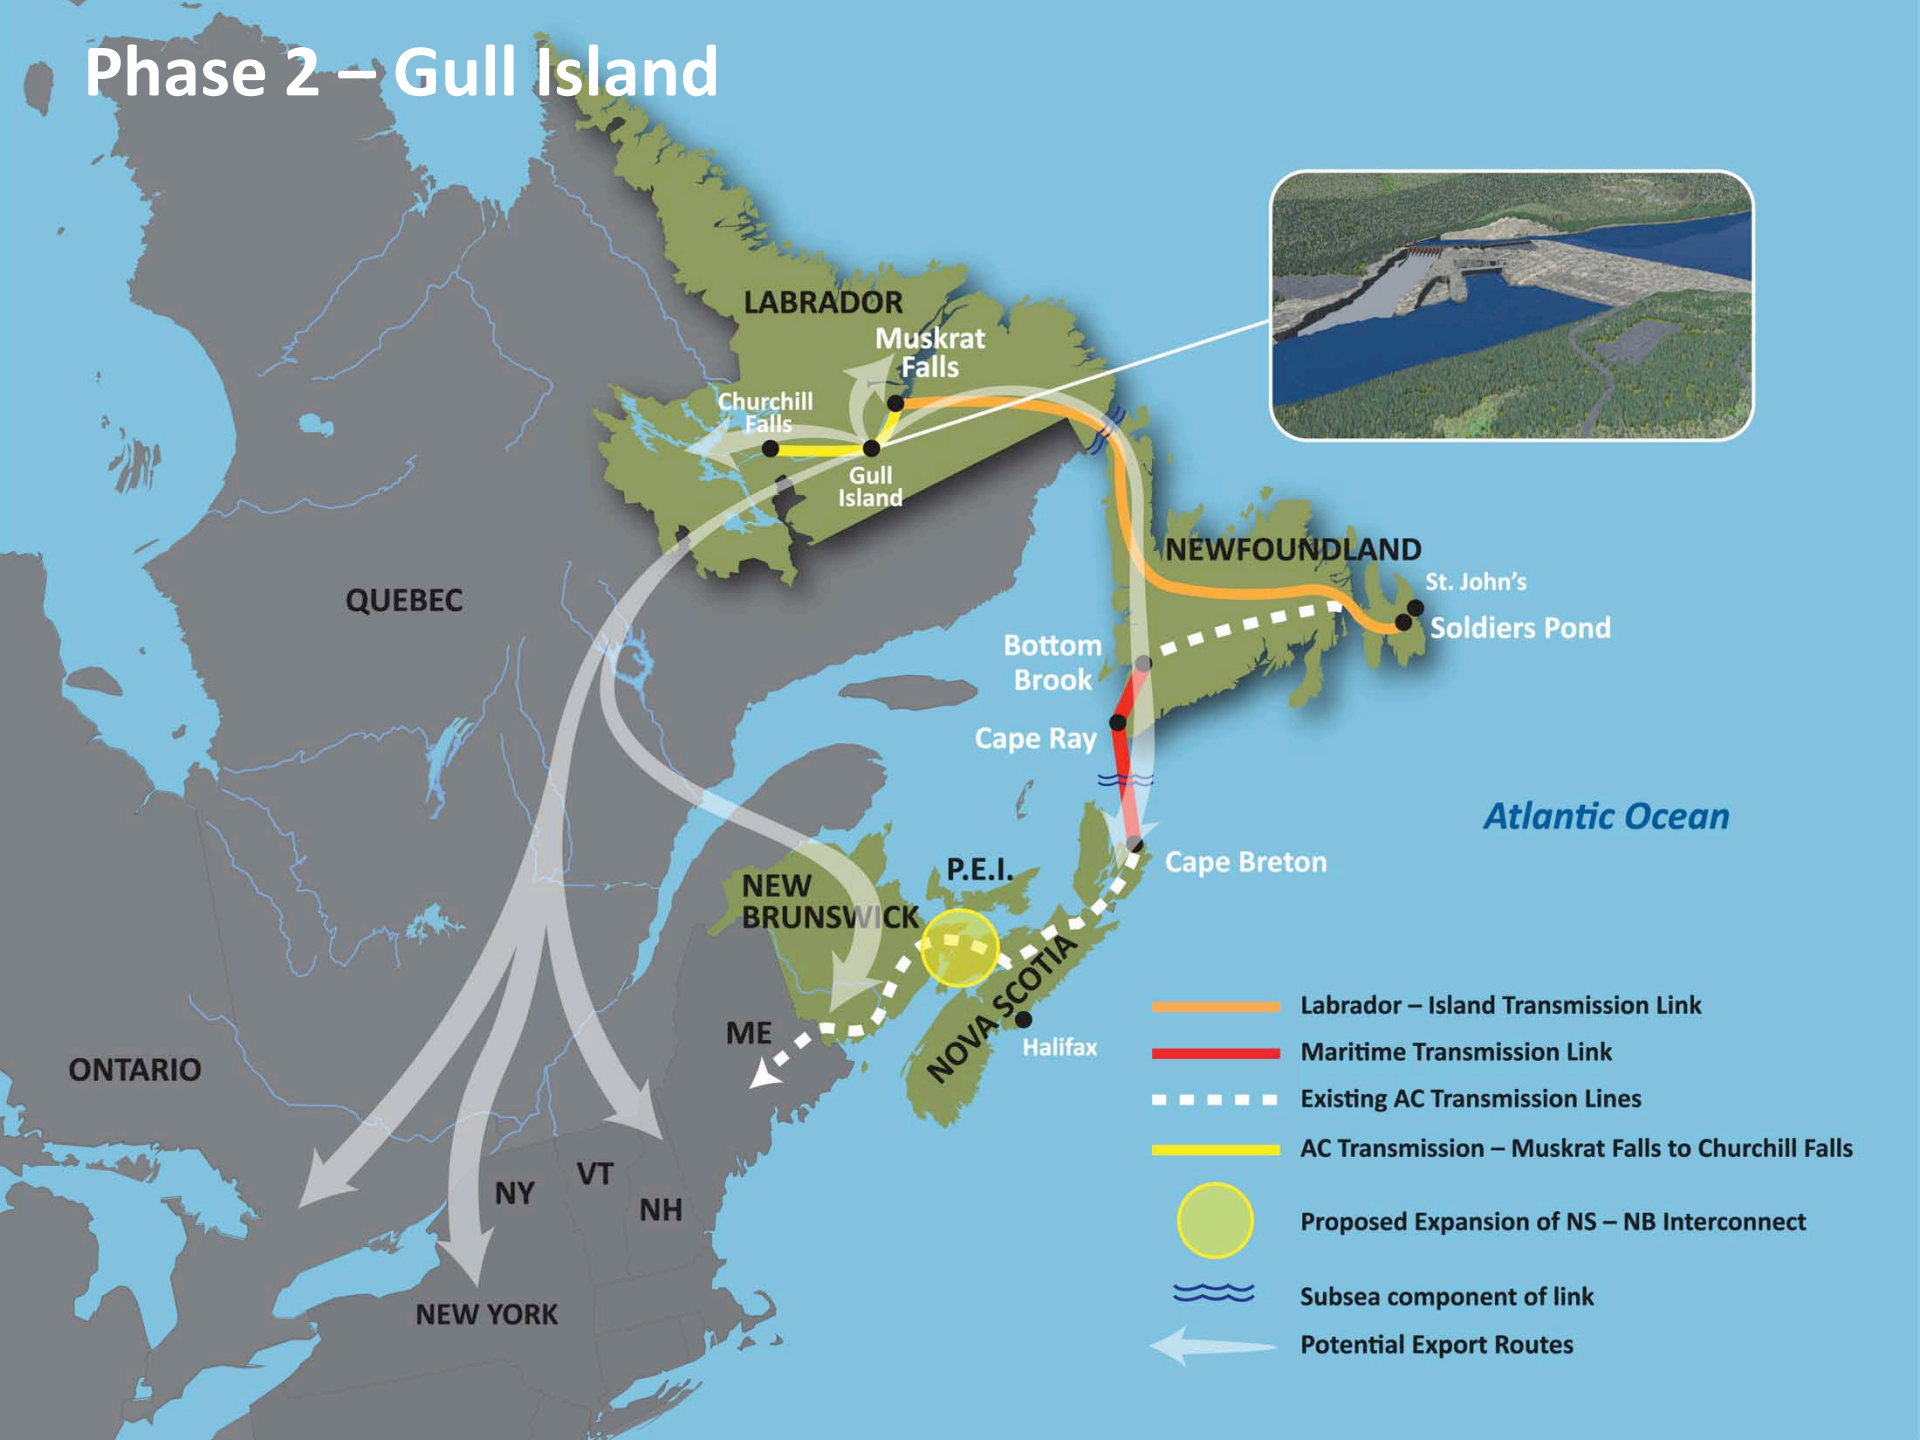 Phase 2 – Gull Island
LABRADOR
Muskrat
Falls
Churchill
Falls
Gull
Island
NEWFOUNDLAND
St. John's
Soldiers Pond
QUEBEC
Bottom
Brook
Cape Ray
Atlantic Ocean
Cape Breton
P.E.I.
NEW
BRUNSWICK
NOVA SCOTIA
Halifax
ME
ONTARIO
VT
NY
NH
NEW YORK
Labrador – Island Transmission Link
Maritime Transmission Link
Existing AC Transmission Lines
AC Transmission – Muskrat Falls to Churchill Falls
Proposed Expansion of NS – NB Interconnect
Subsea component of link
Potential Export Routes